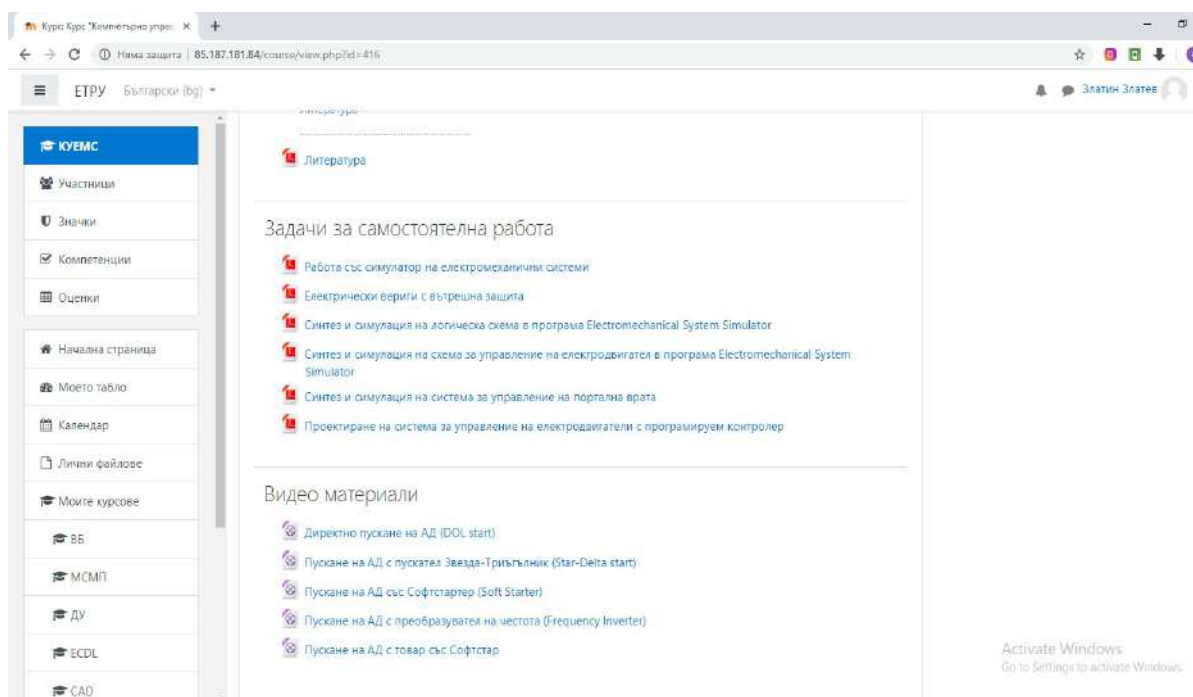 Курс: Курс "Компютърно упра
Няма защита | 85.187.181.84/course/view.php?id=416
ЕТРУ Български (bg)
Златин Златев
КУЕМС
Участници
Значки
Компетенции
Оценки
Начална страница
Моето табло
Календар
Лични файлове
Моите курсове
ВБ
МСМП
ДУ
ECDL
CAD
Литература
Литература
Задачи за самостоятелна работа
Работа със симулатор на електромеханични системи
Електрически вериги с вътрешна защита
Синтез и симулация на логическа схема в програма Electromechanical System Simulator
Синтез и симулация на схема за управление на електродвигател в програма Electromechanical System
Simulator
Синтез и симулация на система за управление на портална врата
Проектиране на система за управление на електродвигатели с програмируем контролер
Видео материали
Директно пускане на АД (DOL start)
Пускане на АД с пускател Звезда-Триъгълник (Star-Delta start)
Пускане на АД със Софтстартер (Soft Starter)
Пускане на АД с преобразувател на честота (Frequency Inverter)
Пускане на АД с товар със Софтстар
Activate Windows
Go to Settings to activate Windows.